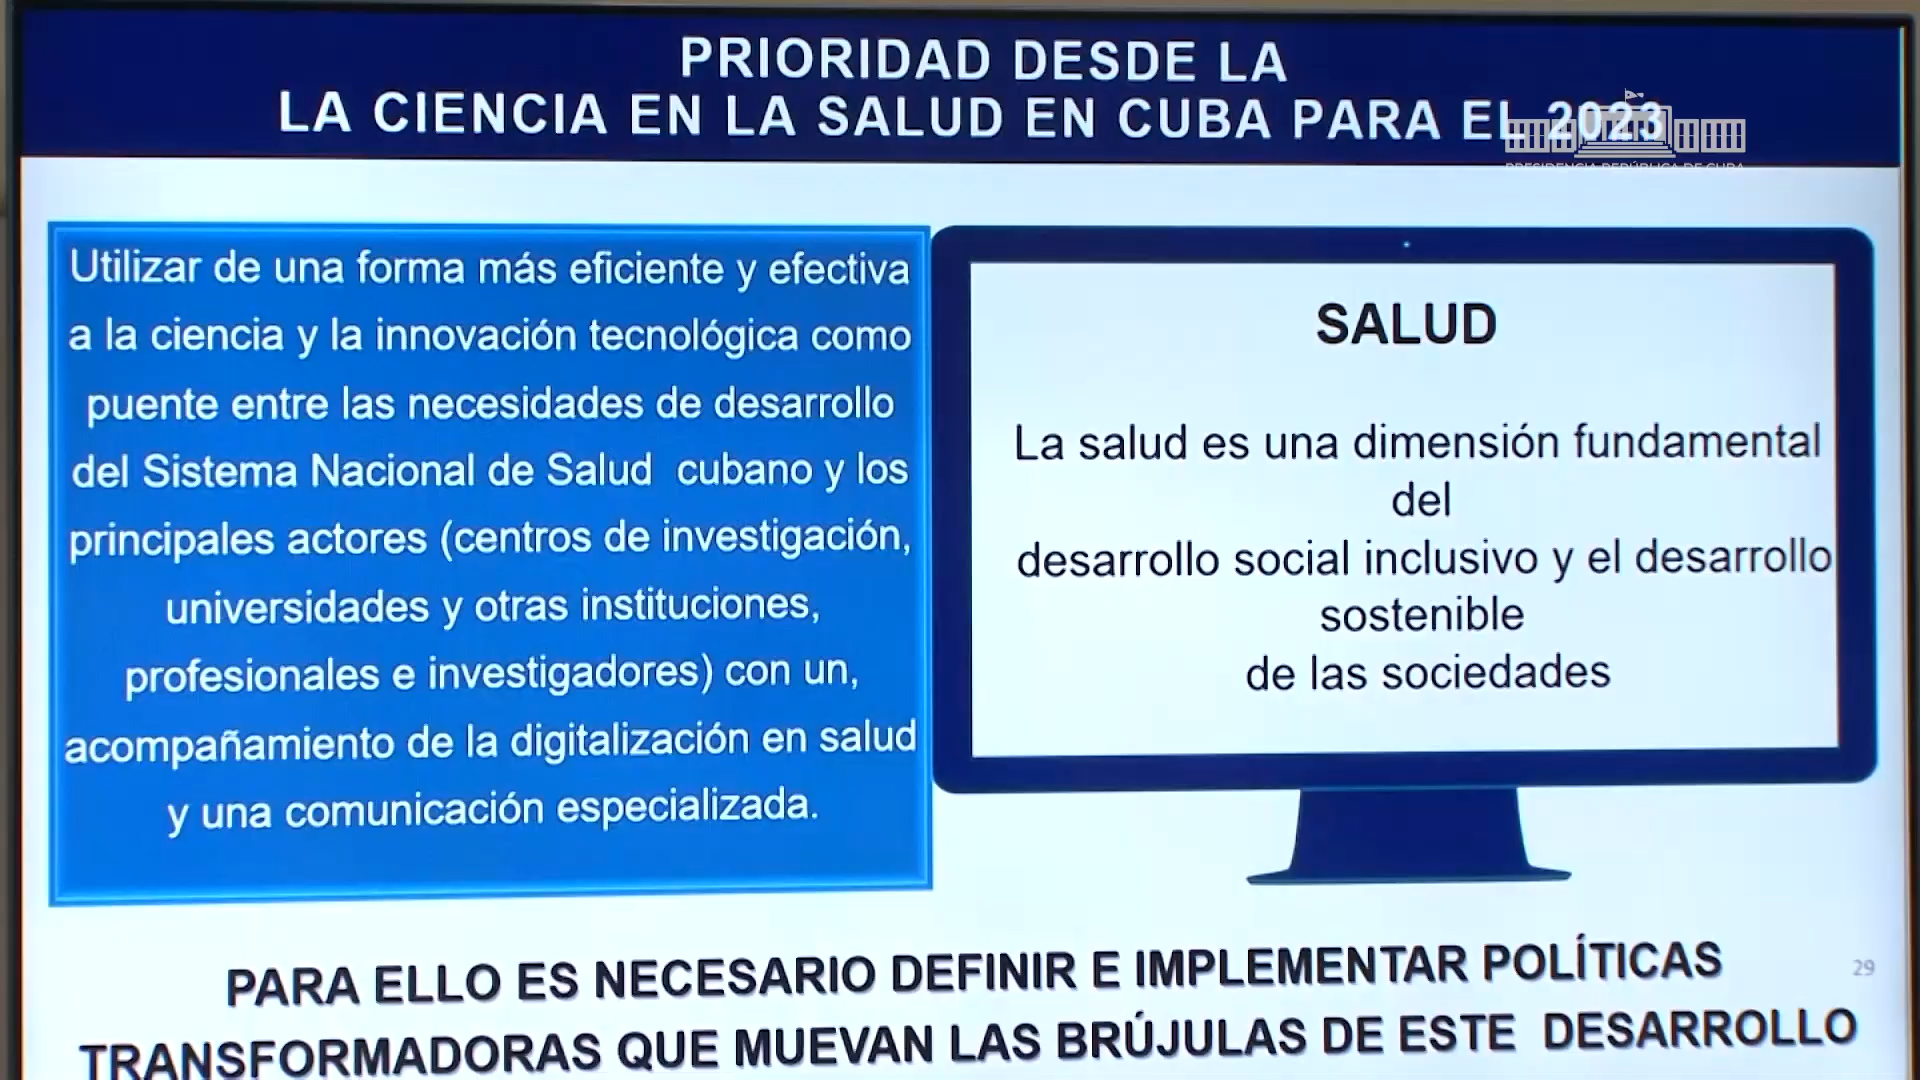 PRIORIDAD DESDE LA
LA CIENCIA EN LA SALUD EN CUBA PARA EL 2023
PRESIDENCIA REPÚBLICA DE CUBA
Utilizar de una forma más eficiente y efectiva
a la ciencia y la innovación tecnológica como
puente entre las necesidades de desarrollo
del Sistema Nacional de Salud cubano y los
principales actores (centros de investigación,
universidades y otras instituciones,
profesionales e investigadores) con un,
acompañamiento de la digitalización en salud
y una comunicación especializada.
SALUD
La salud es una dimensión fundamental
del
desarrollo social inclusivo y el desarrollo
sostenible
de las sociedades
PARA ELLO ES NECESARIO DEFINIR E IMPLEMENTAR POLÍTICAS
TRANSFORMADORAS QUE MUEVAN LAS BRÚJULAS DE ESTE DESARROLLO
29